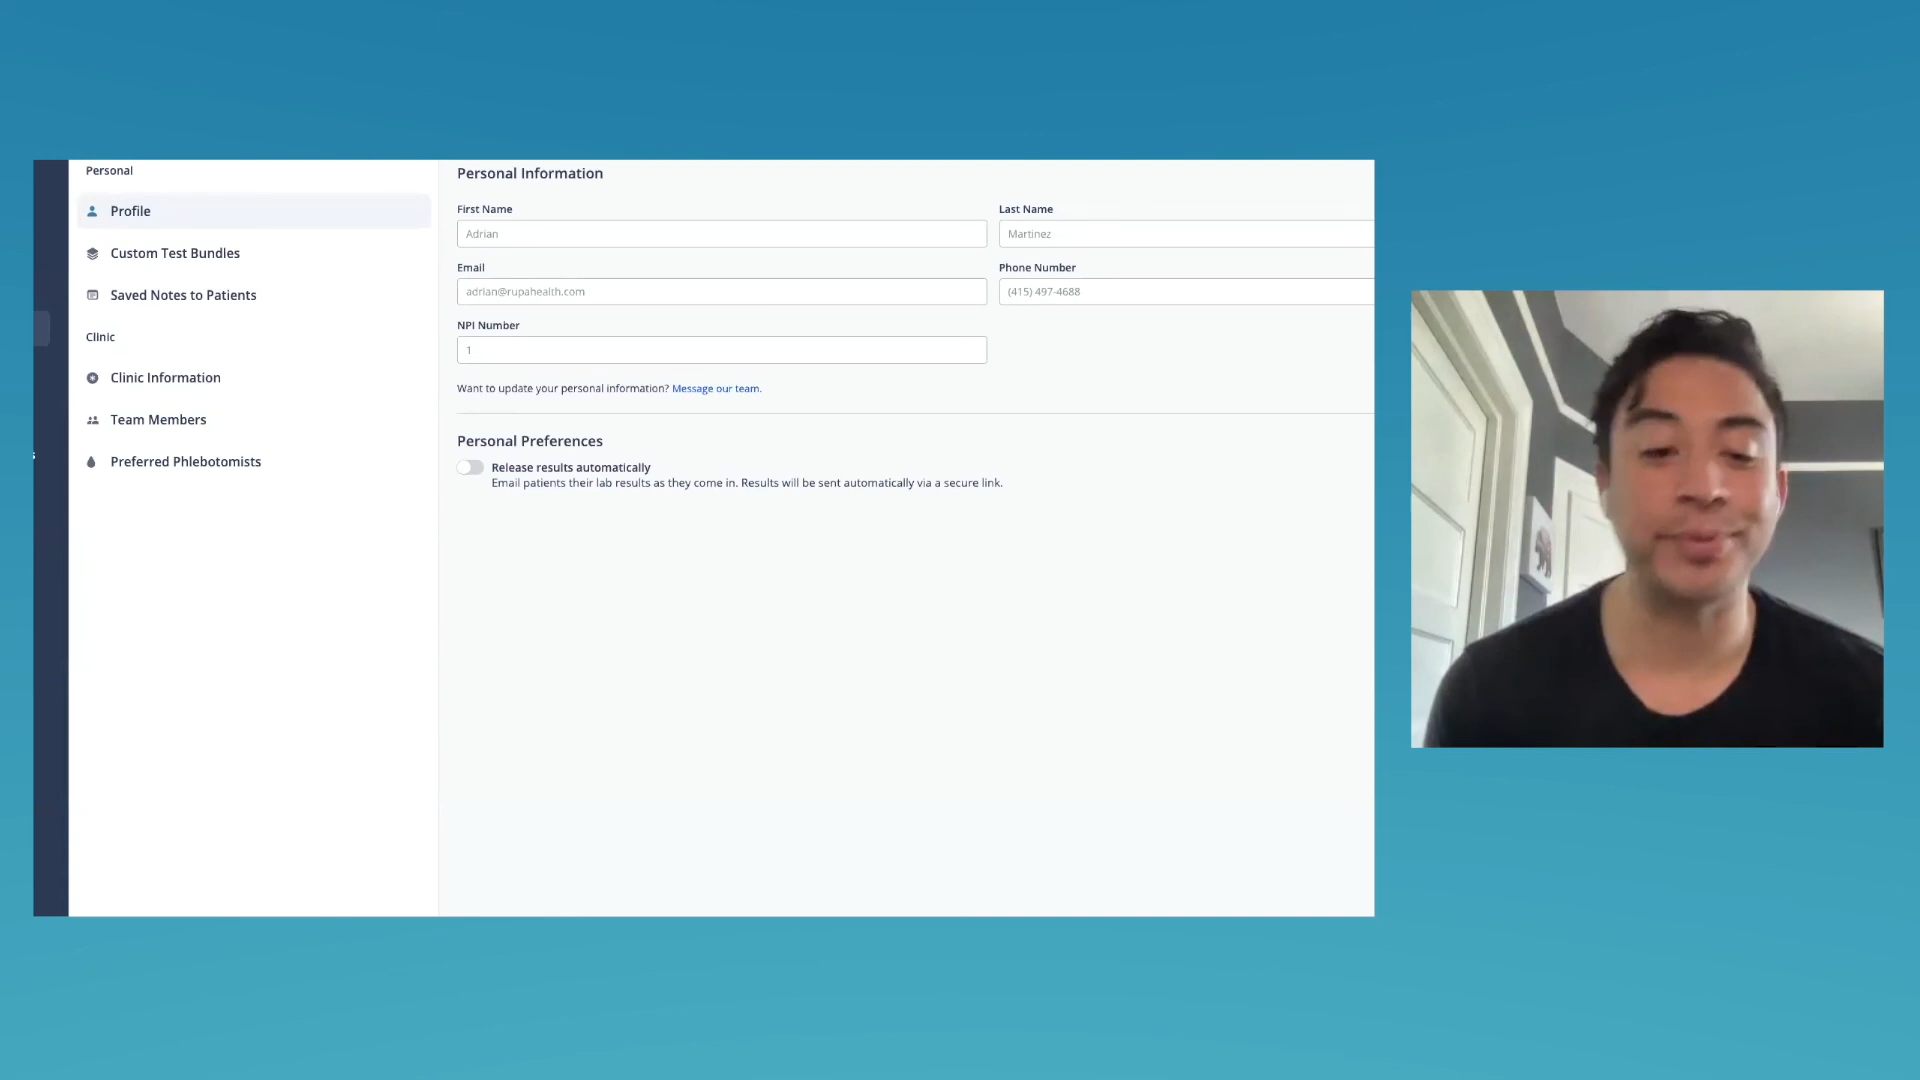 Personal
Profile
Custom Test Bundles
Saved Notes to Patients
Clinic
Clinic Information
Team Members
Preferred Phlebotomists
Personal Information
First Name
Last Name
Adrian
Martinez
Email
Phone Number
adrian@rupahealth.com
(415) 497-4688
NPI Number
1
Want to update your personal information? Message our team.
Personal Preferences
Release results automatically
Email patients their lab results as they come in. Results will be sent automatically via a secure link.